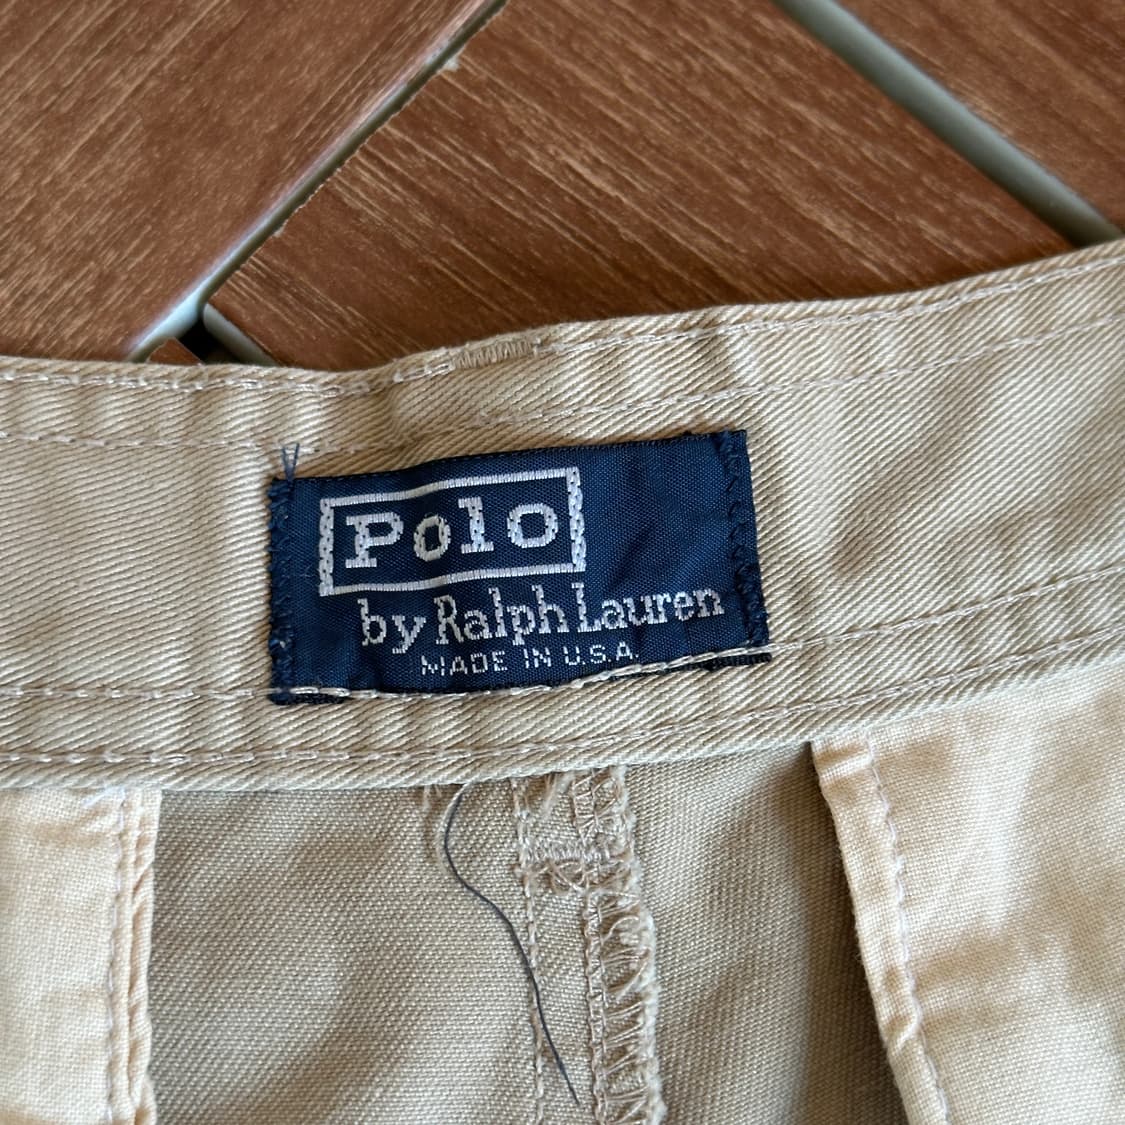 Polo
by Ralph Lauren
MADE IN U.S.A.